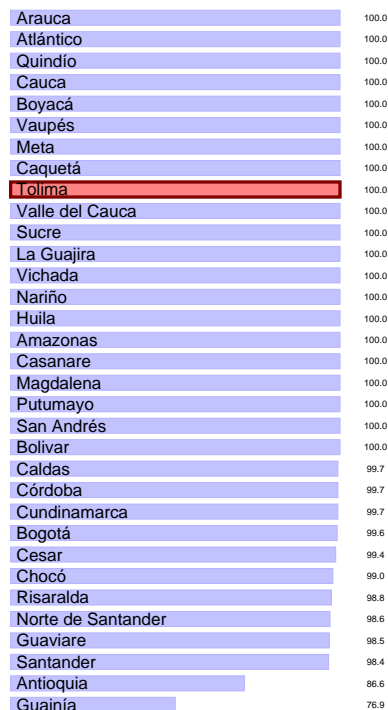 Arauca 100.0
Atlántico 100.0
Quindío 100.0
Cauca 100.0
Boyacá 100.0
Vaupés 100.0
Meta 100.0
Caquetá 100.0
Tolima 100.0
Valle del Cauca 100.0
Sucre 100.0
La Guajira 100.0
Vichada 100.0
Nariño 100.0
Huila 100.0
Amazonas 100.0
Casanare 100.0
Magdalena 100.0
Putumayo 100.0
San Andrés 100.0
Bolivar 100.0
Caldas 99.7
Córdoba 99.7
Cundinamarca 99.7
Bogotá 99.6
Cesar 99.4
Chocó 99.0
Risaralda 98.8
Norte de Santander 98.6
Guaviare 98.5
Santander 98.4
Antioquia 86.6
Guainía 76.9